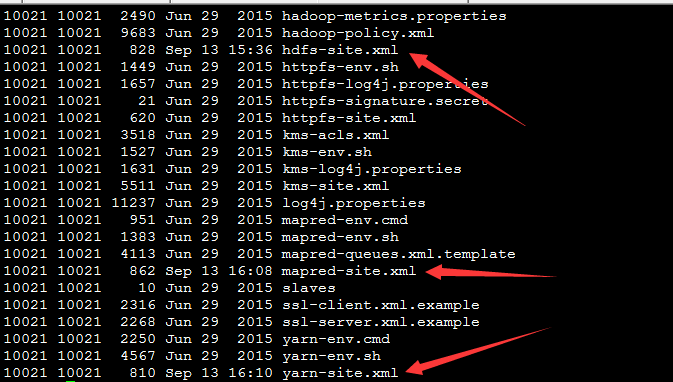 10021 10021 2490 Jun 29 2015 hadoop-metrics.properties
10021 10021 9683 Jun 29 2015 hadoop-policy.xml
10021 10021 828 Sep 13 15:36 hdfs-site.xml
10021 10021 1449 Jun 29 2015 httpfs-env.sh
10021 10021 1657 Jun 29 2015 httpfs-log4j.properties
10021 10021 21 Jun 29 2015 httpfs-signature.secret
10021 10021 620 Jun 29 2015 httpfs-site.xml
10021 10021 3518 Jun 29 2015 kms-acls.xml
10021 10021 1527 Jun 29 2015 kms-env.sh
10021 10021 1631 Jun 29 2015 kms-log4j.properties
10021 10021 5511 Jun 29 2015 kms-site.xml
10021 10021 11237 Jun 29 2015 log4j.properties
10021 10021 951 Jun 29 2015 mapred-env.cmd
10021 10021 1383 Jun 29 2015 mapred-env.sh
10021 10021 4113 Jun 29 2015 mapred-queues.xml.template
10021 10021 862 Sep 13 16:08 mapred-site.xml
10021 10021 10 Jun 29 2015 slaves
10021 10021 2316 Jun 29 2015 ssl-client.xml.example
10021 10021 2268 Jun 29 2015 ssl-server.xml.example
10021 10021 2250 Jun 29 2015 yarn-env.cmd
10021 10021 4567 Jun 29 2015 yarn-env.sh
10021 10021 810 Sep 13 16:10 yarn-site.xml